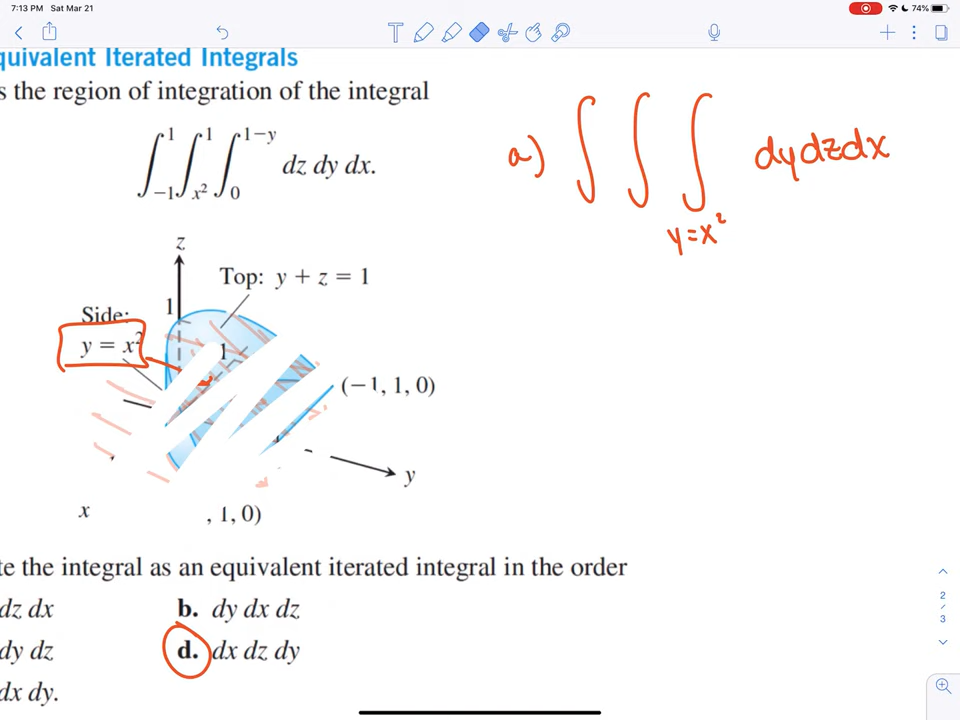 7:13 PM Sat Mar 21
74%
quivalent Iterated Integrals
s the region of integration of the integral
∫_{-1}^{1} ∫_{x²}^{1} ∫_{0}^{1−y} dz dy dx.
a) ∫ ∫ ∫_{y=x²} dydzdx
z
Top: y + z = 1
1
Side:
y = x²
1
(−1, 1, 0)
y
x
, 1, 0)
te the integral as an equivalent iterated integral in the order
dz dx
b. dy dx dz
dy dz
d. dx dz dy
dx dy.
2
/
3